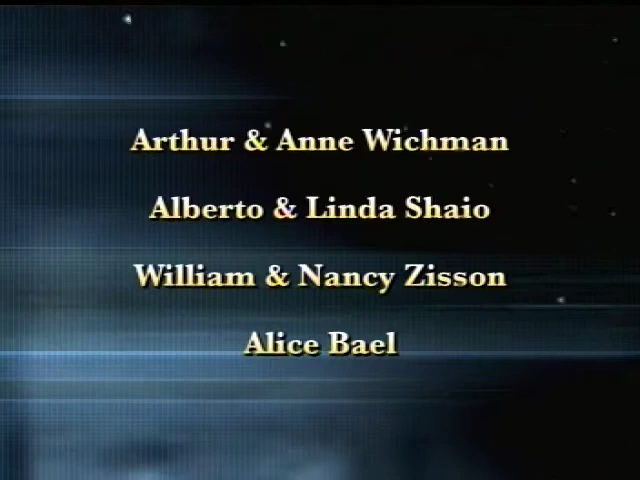 Arthur & Anne Wichman
Alberto & Linda Shaio
William & Nancy Zisson
Alice Bael